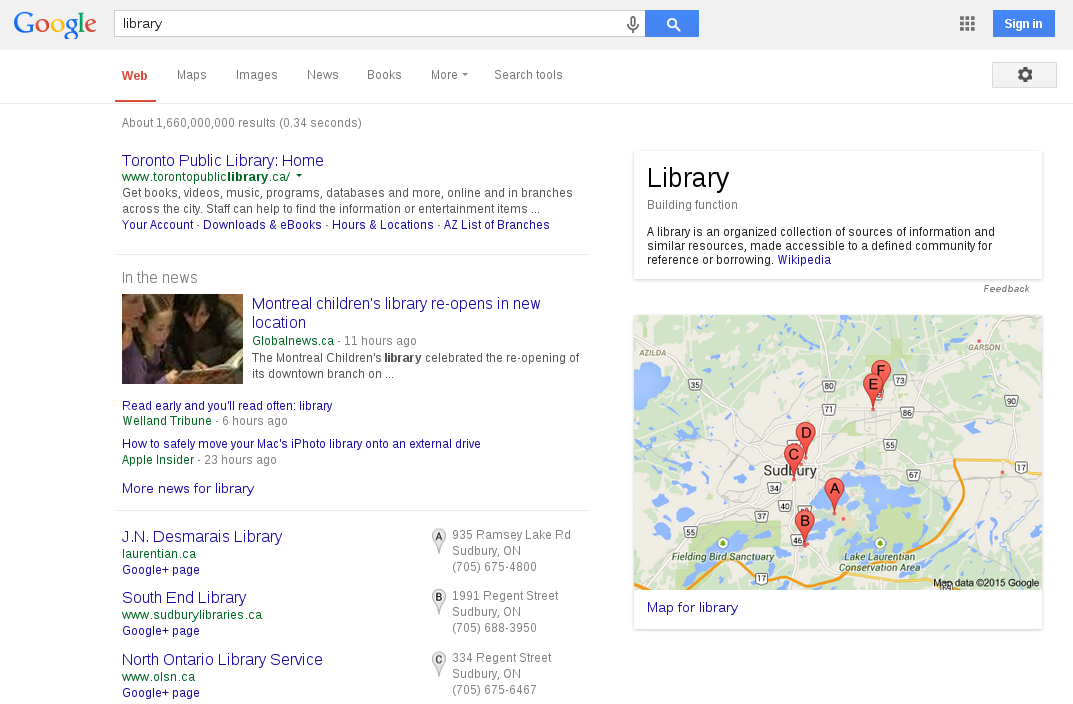 Google
library
Sign in
Web Maps Images News Books More Search tools
About 1,660,000,000 results (0.34 seconds)
Toronto Public Library: Home
www.torontopubliclibrary.ca/
Get books, videos, music, programs, databases and more, online and in branches
across the city. Staff can help to find the information or entertainment items ...
Your Account - Downloads & eBooks - Hours & Locations - AZ List of Branches
In the news
Montreal children's library re-opens in new
location
Globalnews.ca - 11 hours ago
The Montreal Children's library celebrated the re-opening of
its downtown branch on ...
Read early and you'll read often: library
Welland Tribune - 6 hours ago
How to safely move your Mac's iPhoto library onto an external drive
Apple Insider - 23 hours ago
More news for library
J.N. Desmarais Library
laurentian.ca
Google+ page
A
935 Ramsey Lake Rd
Sudbury, ON
(705) 675-4800
South End Library
www.sudburylibraries.ca
Google+ page
B
1991 Regent Street
Sudbury, ON
(705) 688-3950
North Ontario Library Service
www.olsn.ca
Google+ page
C
334 Regent Street
Sudbury, ON
(705) 675-6467
Library
Building function
A library is an organized collection of sources of information and
similar resources, made accessible to a defined community for
reference or borrowing. Wikipedia
Feedback
AZILDA
GARSON
35
80
F
73
E
90
71
86
D
55
C
Sudbury
17
67
34
A
40
37
B
55
46
Fielding Bird Sanctuary
Lake Laurentian
Conservation Area
17
Map data ©2015 Google
Map for library